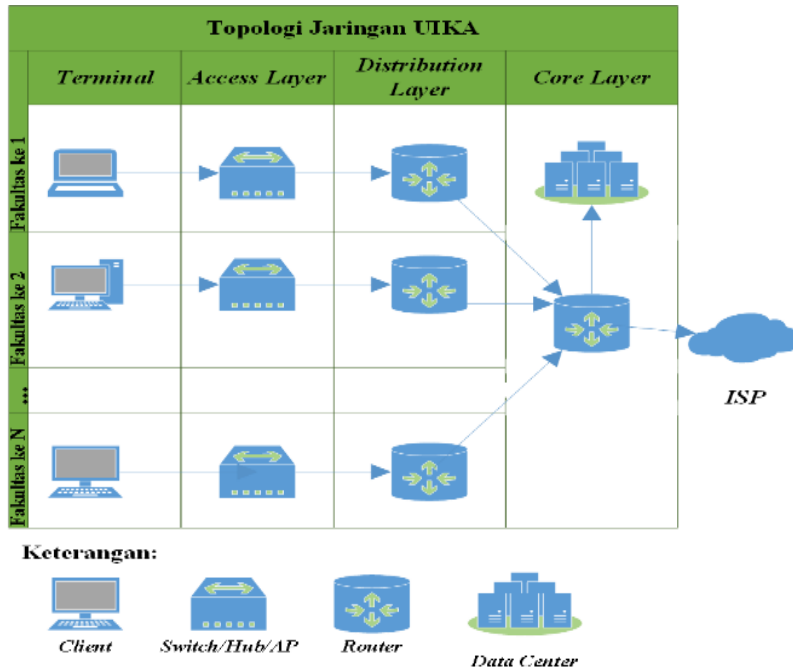 Topologi Jaringan UIKA
Terminal
Access Layer
Distribution
Layer
Core Layer
Fakultas ke 1
Fakultas ke 2
...
Fakultas ke N
ISP
Keterangan:
Client
Switch/Hub/AP
Router
Data Center